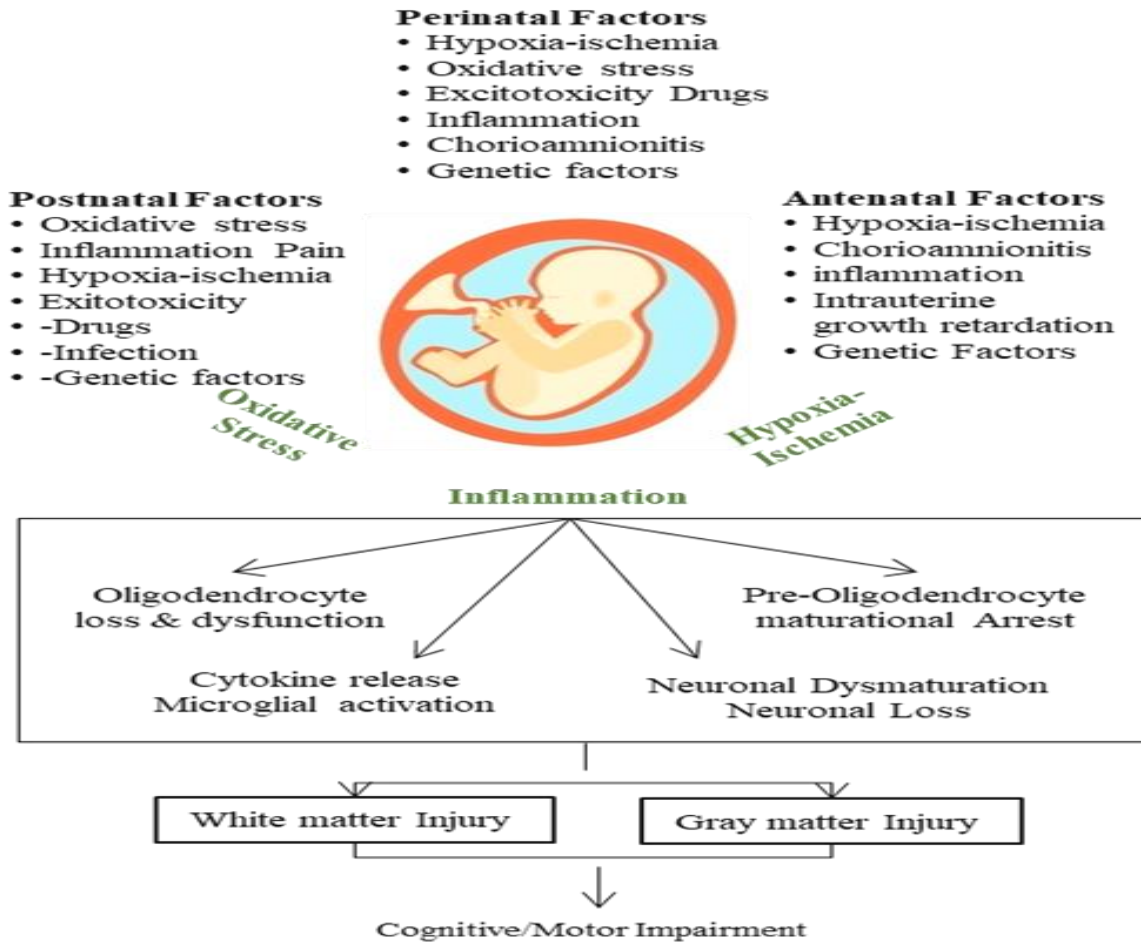 Perinatal Factors
• Hypoxia-ischemia
• Oxidative stress
• Excitotoxicity Drugs
• Inflammation
• Chorioamnionitis
• Genetic factors
Postnatal Factors
• Oxidative stress
• Inflammation Pain
• Hypoxia-ischemia
• Exitotoxicity
• -Drugs
• -Infection
• -Genetic factors
Antenatal Factors
• Hypoxia-ischemia
• Chorioamnionitis
• inflammation
• Intrauterine
growth retardation
• Genetic Factors
Oxidative
Stress
Hypoxia-
Ischemia
Inflammation
Oligodendrocyte
loss & dysfunction
Pre-Oligodendrocyte
maturational Arrest
Cytokine release
Microglial activation
Neuronal Dysmaturation
Neuronal Loss
White matter Injury
Gray matter Injury
Cognitive/Motor Impairment